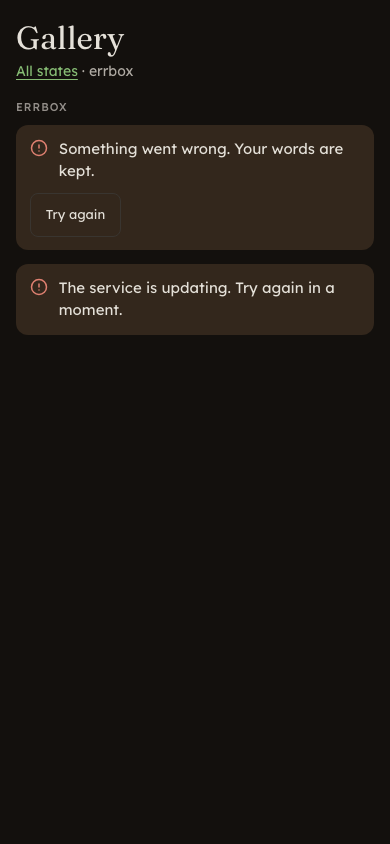 Gallery
All states · errbox
ERRBOX
Something went wrong. Your words are
kept.
Try again
The service is updating. Try again in a
moment.